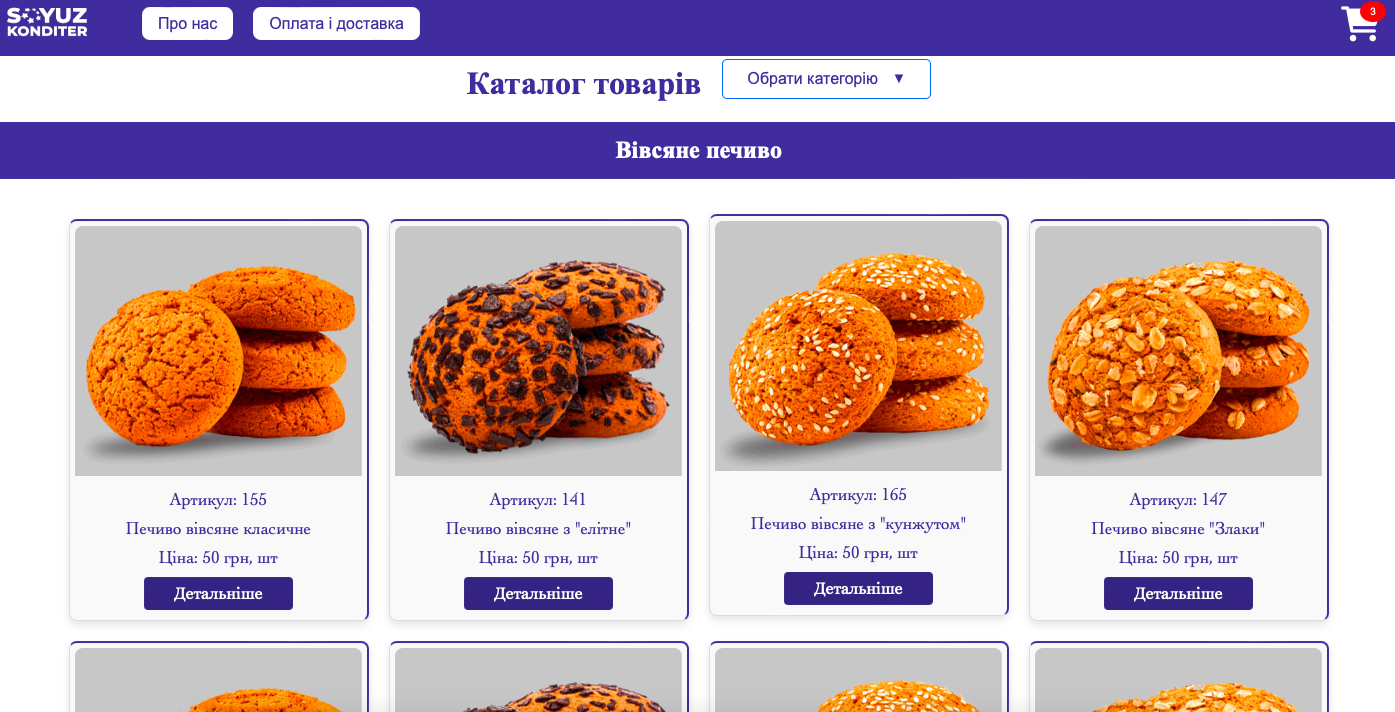 SOYUZ
KONDITER
Про нас
Оплата і доставка
3
Каталог товарів
Обрати категорію ▼
Вівсяне печиво
Артикул: 155
Печиво вівсяне класичне
Ціна: 50 грн, шт
Детальніше
Артикул: 141
Печиво вівсяне з "елітне"
Ціна: 50 грн, шт
Детальніше
Артикул: 165
Печиво вівсяне з "кунжутом"
Ціна: 50 грн, шт
Детальніше
Артикул: 147
Печиво вівсяне "Злаки"
Ціна: 50 грн, шт
Детальніше